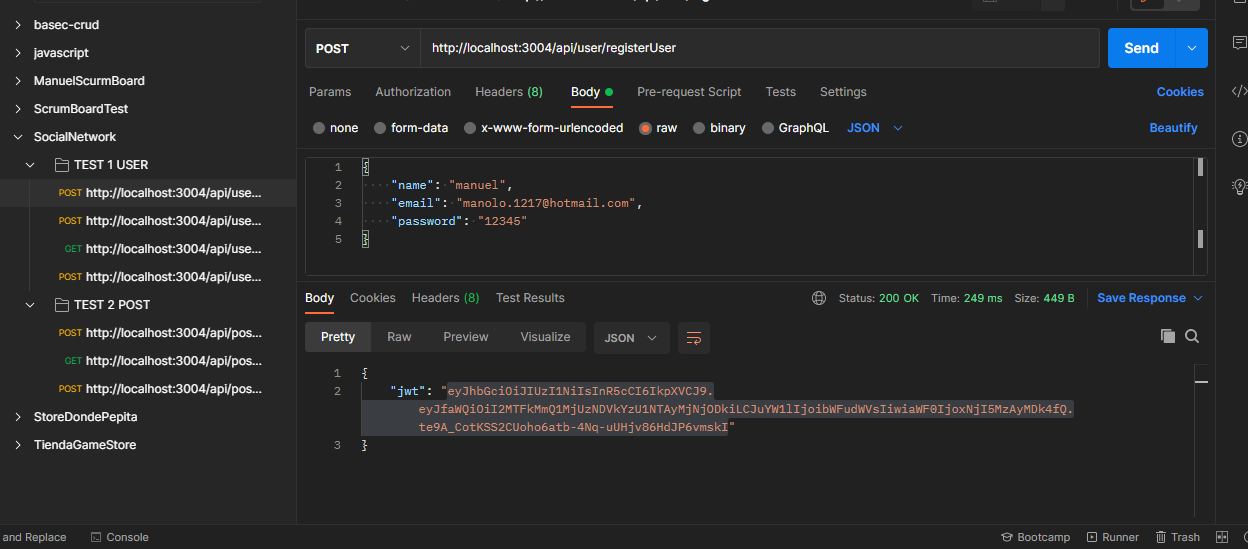 basec-crud
javascript
ManuelScurmBoard
ScrumBoardTest
SocialNetwork
TEST 1 USER
POST http://localhost:3004/api/use...
POST http://localhost:3004/api/use...
GET http://localhost:3004/api/use...
POST http://localhost:3004/api/use...
TEST 2 POST
POST http://localhost:3004/api/pos...
GET http://localhost:3004/api/pos...
POST http://localhost:3004/api/pos...
StoreDondePepita
TiendaGameStore
POST http://localhost:3004/api/user/registerUser Send
Params Authorization Headers (8) Body Pre-request Script Tests Settings Cookies
none form-data x-www-form-urlencoded raw binary GraphQL JSON Beautify
1 {
2 "name": "manuel",
3 "email": "manolo.1217@hotmail.com",
4 "password": "12345"
5 }
Body Cookies Headers (8) Test Results Status: 200 OK Time: 249 ms Size: 449 B Save Response
Pretty Raw Preview Visualize JSON
1 {
2 "jwt": "eyJhbGciOiJIUzI1NiIsInR5cCI6IkpXVCJ9.
eyJfaWQiOiI2MTFkMmQ1MjUzNDVkYzU1NTAyMjNjODkiLCJuYW1lIjoibWFudWVsIiwiaWF0IjoxNjI5MzAyMDk4fQ.
te9A_CotKSS2CUoho6atb-4Nq-uUHjv86HdJP6vmskI"
3 }
and Replace Console Bootcamp Runner Trash